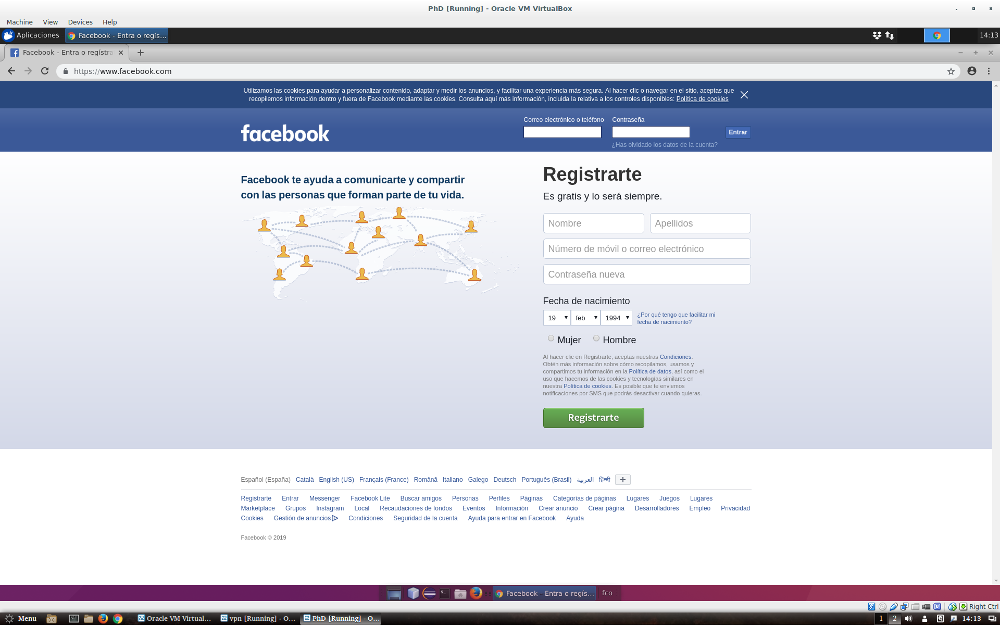 PhD [Running] - Oracle VM VirtualBox
Machine View Devices Help
Aplicaciones Facebook - Entra o regís... 14:13
Facebook - Entra o regístra
https://www.facebook.com
Utilizamos las cookies para ayudar a personalizar contenido, adaptar y medir los anuncios, y facilitar una experiencia más segura. Al hacer clic o navegar en el sitio, aceptas que
recopilemos información dentro y fuera de Facebook mediante las cookies. Consulta aquí más información, incluida la relativa a los controles disponibles: Política de cookies
facebook
Correo electrónico o teléfono Contraseña
Entrar
¿Has olvidado los datos de la cuenta?
Facebook te ayuda a comunicarte y compartir
con las personas que forman parte de tu vida.
Registrarte
Es gratis y lo será siempre.
Nombre Apellidos
Número de móvil o correo electrónico
Contraseña nueva
Fecha de nacimiento
19 feb 1994
¿Por qué tengo que facilitar mi
fecha de nacimiento?
Mujer Hombre
Al hacer clic en Registrarte, aceptas nuestras Condiciones.
Obtén más información sobre cómo recopilamos, usamos y
compartimos tu información en la Política de datos, así como el
uso que hacemos de las cookies y tecnologías similares en
nuestra Política de cookies. Es posible que te enviemos
notificaciones por SMS que podrás desactivar cuando quieras.
Registrarte
Español (España) Català English (US) Français (France) Română Italiano Galego Deutsch Português (Brasil) العربية हिन्दी
Registrarte Entrar Messenger Facebook Lite Buscar amigos Personas Perfiles Páginas Categorías de páginas Lugares Juegos Lugares
Marketplace Grupos Instagram Local Recaudaciones de fondos Eventos Información Crear anuncio Crear página Desarrolladores Empleo Privacidad
Cookies Gestión de anuncios Condiciones Seguridad de la cuenta Ayuda para entrar en Facebook Ayuda
Facebook © 2019
Facebook - Entra o regís... fco
Right Ctrl
Menu Oracle VM Virtual... vpn [Running] - O... PhD [Running] - O... 1 2 14:13